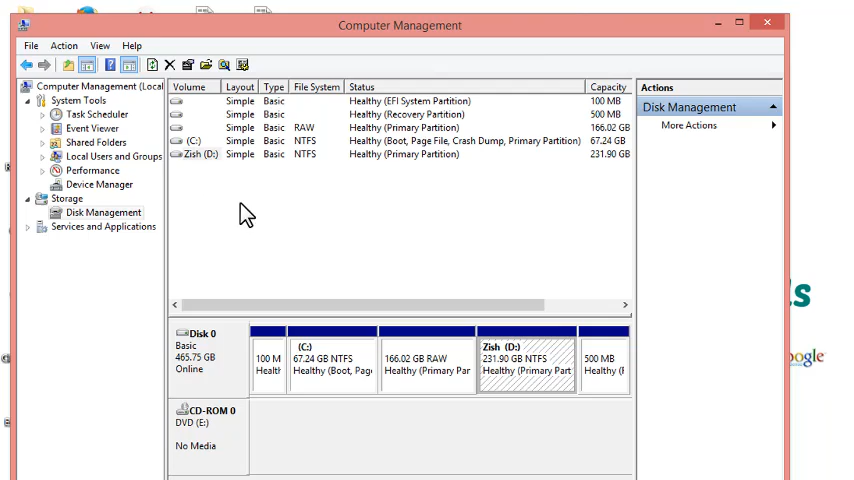 Computer Management
File Action View Help
Computer Management (Local
System Tools
Task Scheduler
Event Viewer
Shared Folders
Local Users and Groups
Performance
Device Manager
Storage
Disk Management
Services and Applications
Volume Layout Type File System Status Capacity
Simple Basic Healthy (EFI System Partition) 100 MB
Simple Basic Healthy (Recovery Partition) 500 MB
Simple Basic RAW Healthy (Primary Partition) 166.02 GB
(C:) Simple Basic NTFS Healthy (Boot, Page File, Crash Dump, Primary Partition) 67.24 GB
Zish (D:) Simple Basic NTFS Healthy (Primary Partition) 231.90 GB
Disk 0
Basic
465.75 GB
Online
100 M
Healtl
(C:)
67.24 GB NTFS
Healthy (Boot, Page
166.02 GB RAW
Healthy (Primary Par
Zish (D:)
231.90 GB NTFS
Healthy (Primary Part
500 MB
Healthy (F
CD-ROM 0
DVD (E:)
No Media
Actions
Disk Management
More Actions
ls
oogle